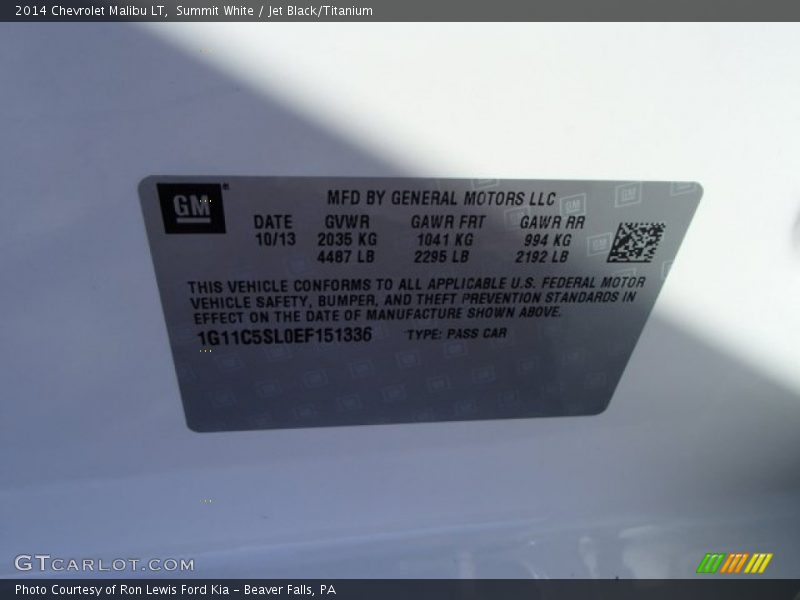 2014 Chevrolet Malibu LT, Summit White / Jet Black/Titanium
GM
MFD BY GENERAL MOTORS LLC
DATE GVWR GAWR FRT GAWR RR
10/13 2035 KG 1041 KG 994 KG
4487 LB 2295 LB 2192 LB
THIS VEHICLE CONFORMS TO ALL APPLICABLE U.S. FEDERAL MOTOR
VEHICLE SAFETY, BUMPER, AND THEFT PREVENTION STANDARDS IN
EFFECT ON THE DATE OF MANUFACTURE SHOWN ABOVE.
1G11C5SL0EF151336 TYPE: PASS CAR
GTCARLOT.COM
Photo Courtesy of Ron Lewis Ford Kia – Beaver Falls, PA